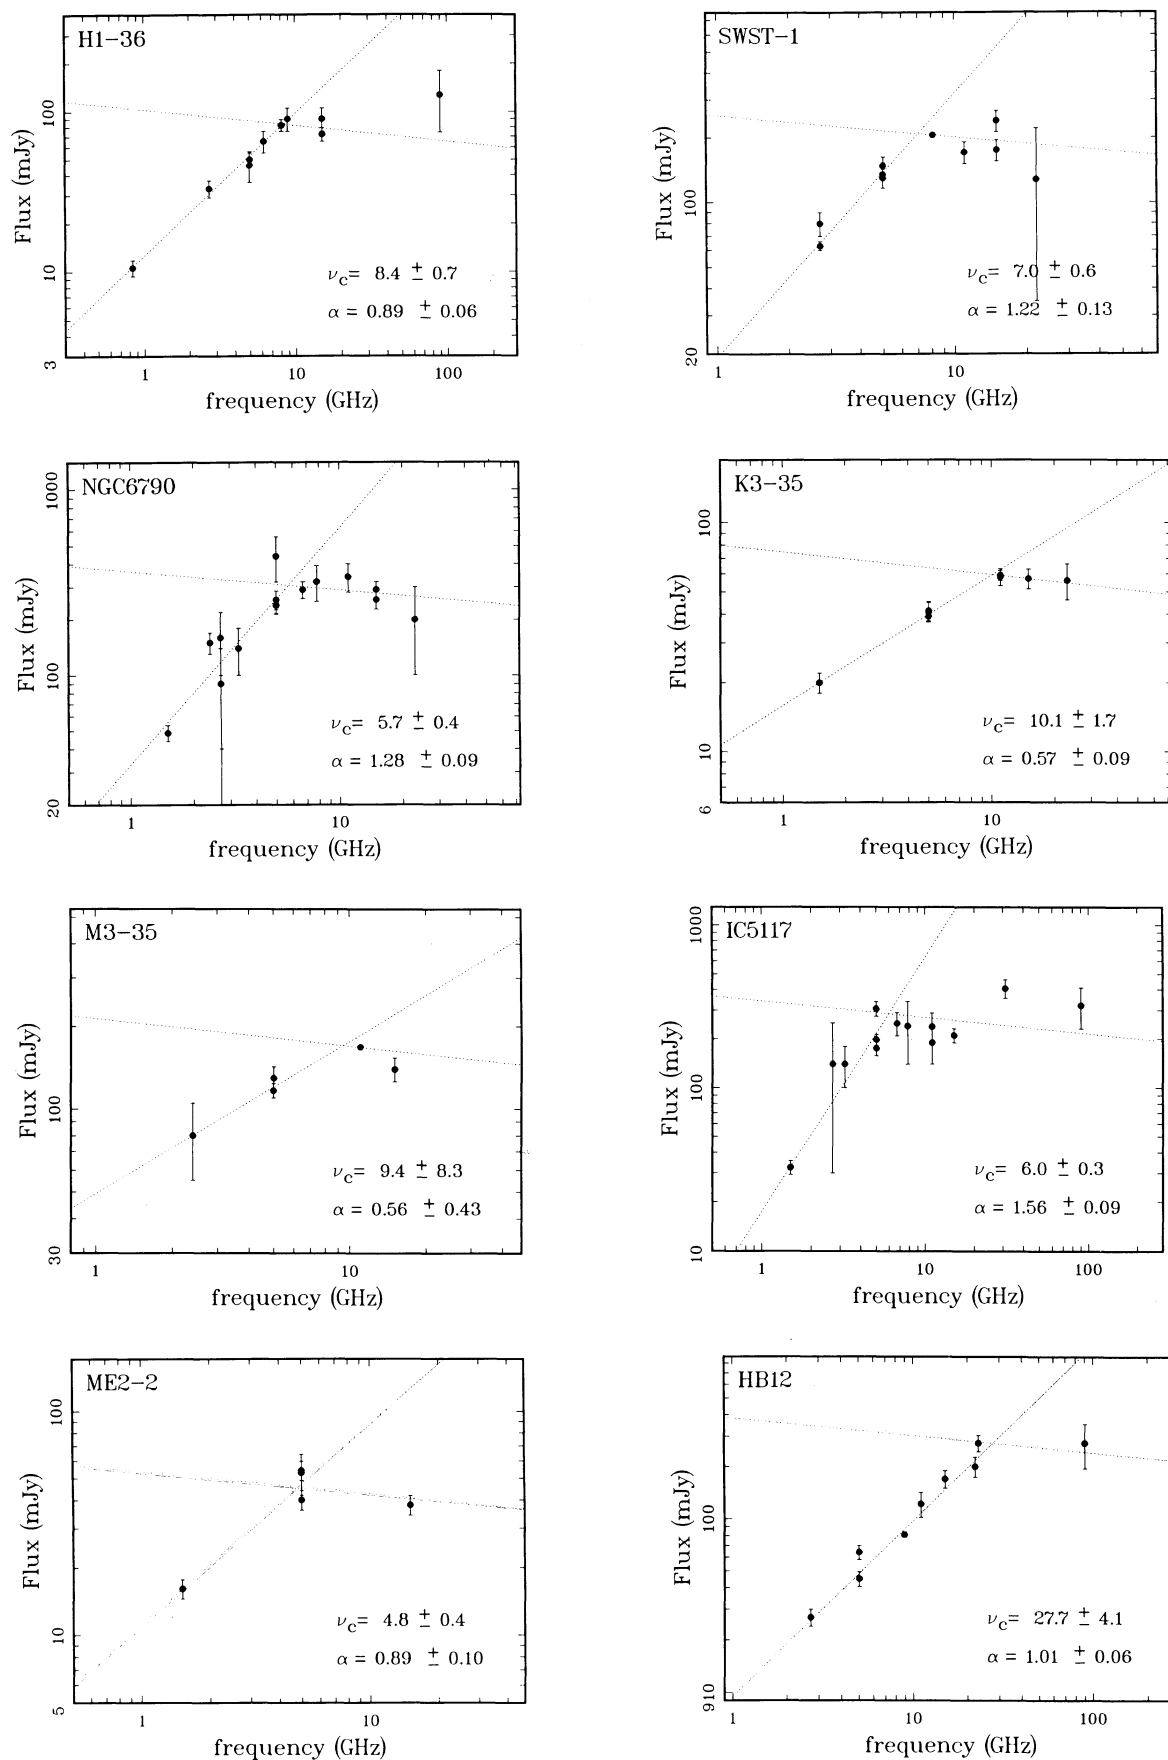 H1-36
100
10
3
Flux (mJy)
νc= 8.4 ± 0.7
α = 0.89 ± 0.06
1 10 100
frequency (GHz)
SWST-1
100
20
Flux (mJy)
νc= 7.0 ± 0.6
α = 1.22 ± 0.13
10
frequency (GHz)
NGC6790
1000
100
20
Flux (mJy)
νc= 5.7 ± 0.4
α = 1.28 ± 0.09
1 10
frequency (GHz)
K3-35
100
10
6
Flux (mJy)
νc= 10.1 ± 1.7
α = 0.57 ± 0.09
1 10
frequency (GHz)
M3-35
100
30
Flux (mJy)
νc= 9.4 ± 8.3
α = 0.56 ± 0.43
1 10
frequency (GHz)
IC5117
1000
100
10
Flux (mJy)
νc= 6.0 ± 0.3
α = 1.56 ± 0.09
1 10 100
frequency (GHz)
ME2-2
100
10
5
Flux (mJy)
νc= 4.8 ± 0.4
α = 0.89 ± 0.10
1 10
frequency (GHz)
HB12
100
910
Flux (mJy)
νc= 27.7 ± 4.1
α = 1.01 ± 0.06
1 10 100
frequency (GHz)